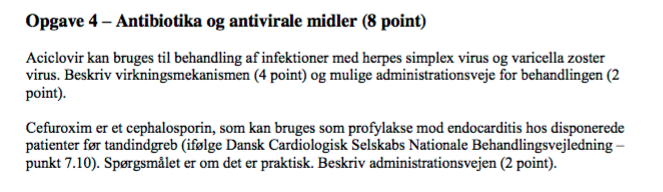 Opgave 4 – Antibiotika og antivirale midler (8 point)
Aciclovir kan bruges til behandling af infektioner med herpes simplex virus og varicella zoster
virus. Beskriv virkningsmekanismen (4 point) og mulige administrationsveje for behandlingen (2
point).
Cefuroxim er et cephalosporin, som kan bruges som profylakse mod endocarditis hos disponerede
patienter før tandindgreb (ifølge Dansk Cardiologisk Selskabs Nationale Behandlingsvejledning –
punkt 7.10). Spørgsmålet er om det er praktisk. Beskriv administrationsvejen (2 point).